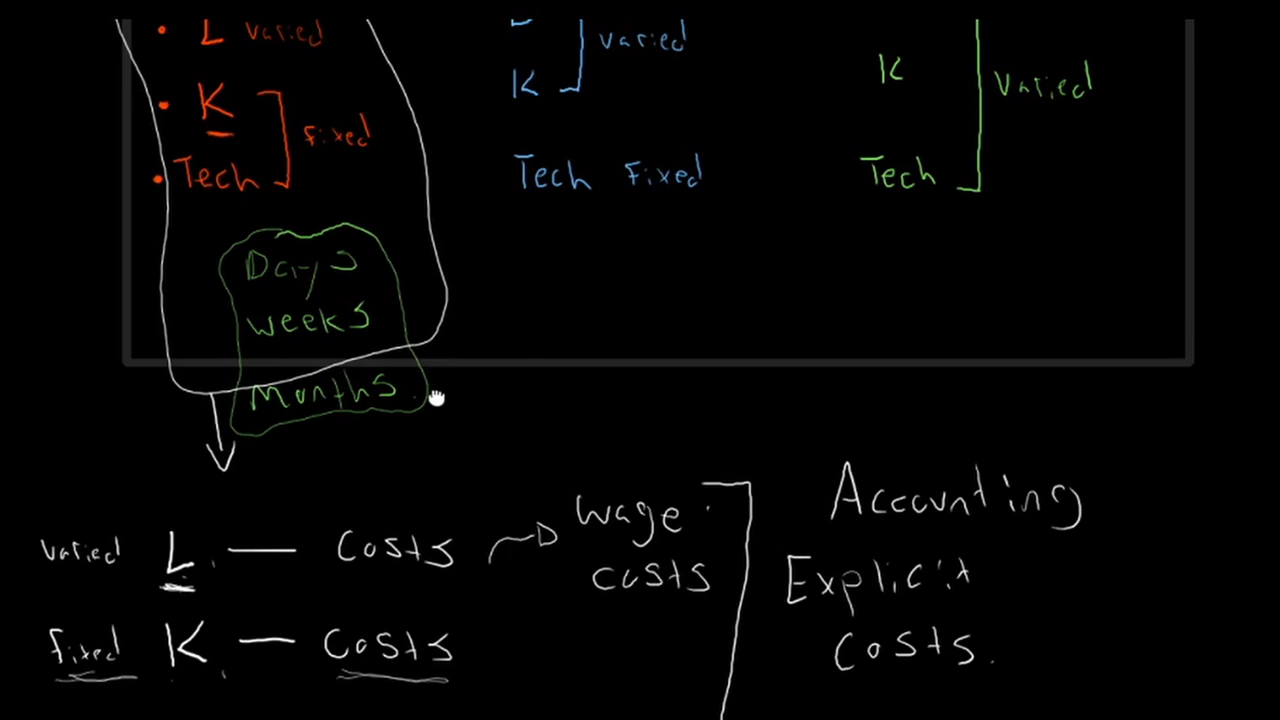 L varied
K
Tech
fixed
Days
weeks
Months.
K
varied
Tech Fixed
K
Tech
Varied
varied L — Costs
wage
costs
Fixed K — Costs
Accounting
Explicit
Costs.